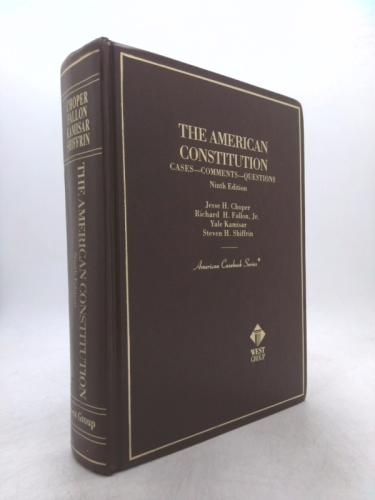 THE AMERICAN
CONSTITUTION
CASES—COMMENTS—QUESTIONS
Ninth Edition
Jesse H. Choper
Richard H. Fallon, Jr.
Yale Kamisar
Steven H. Shiffrin
American Casebook Series®
WEST
GROUP
CHOPER
FALLON
KAMISAR
SHIFFRIN
THE AMERICAN CONSTITUTION
Group